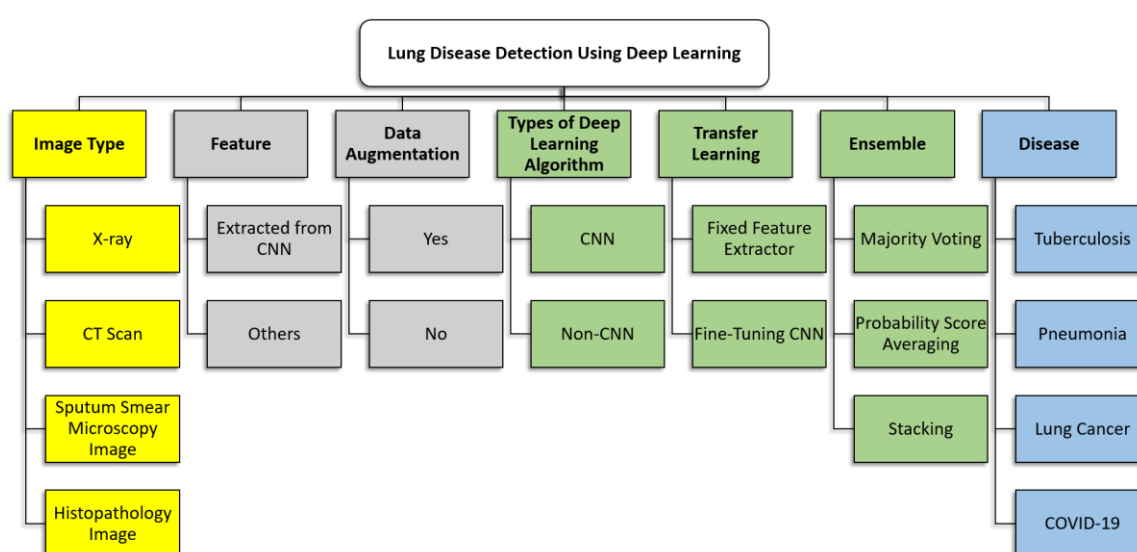 Lung Disease Detection Using Deep Learning
Image Type
Feature
Data
Augmentation
Types of Deep
Learning
Algorithm
Transfer
Learning
Ensemble
Disease
X-ray
Extracted from
CNN
Yes
CNN
Fixed Feature
Extractor
Majority Voting
Tuberculosis
CT Scan
Others
No
Non-CNN
Fine-Tuning CNN
Probability Score
Averaging
Pneumonia
Sputum Smear
Microscopy
Image
Stacking
Lung Cancer
Histopathology
Image
COVID-19